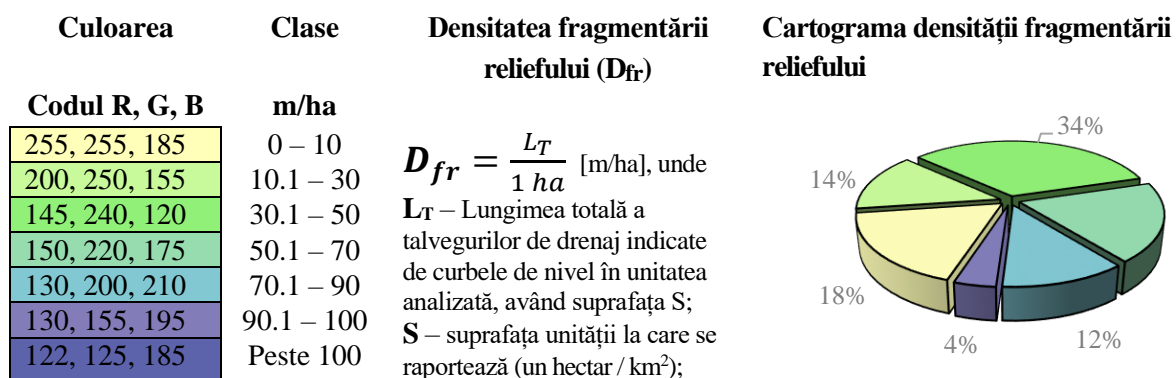 Culoarea
Clase
Densitatea fragmentării
reliefului (Dfr)
Cartograma densității fragmentării
reliefului
Codul R, G, B
m/ha
255, 255, 185
0 – 10
200, 250, 155
10.1 – 30
145, 240, 120
30.1 – 50
150, 220, 175
50.1 – 70
130, 200, 210
70.1 – 90
130, 155, 195
90.1 – 100
122, 125, 185
Peste 100
Dfr = LT / 1 ha [m/ha], unde
LT – Lungimea totală a
talvegurilor de drenaj indicate
de curbele de nivel în unitatea
analizată, având suprafața S;
S – suprafața unității la care se
raportează (un hectar / km²);
34%
14%
18%
4%
12%